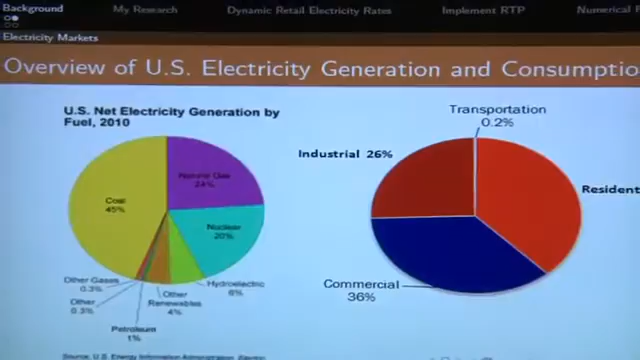 Background
My Research
Dynamic Retail Electricity Rates
Implement RTP
Numerical
Electricity Markets
Overview of U.S. Electricity Generation and Consumptio
U.S. Net Electricity Generation by
Fuel, 2010
Coal
45%
Natural Gas
24%
Nuclear
20%
Hydroelectric
6%
Other
Renewables
4%
Petroleum
1%
Other
0.3%
Other Gases
0.3%
Source: U.S. Energy Information Administration, Electric
Transportation
0.2%
Industrial 26%
Resident
Commercial
36%